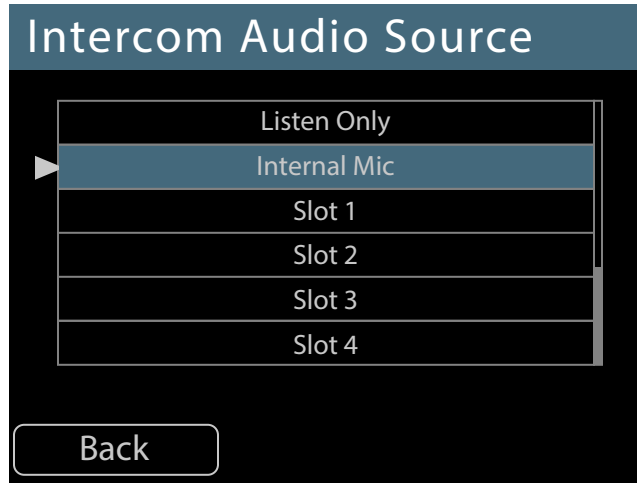 Intercom Audio Source
Listen Only
Internal Mic
Slot 1
Slot 2
Slot 3
Slot 4
Back